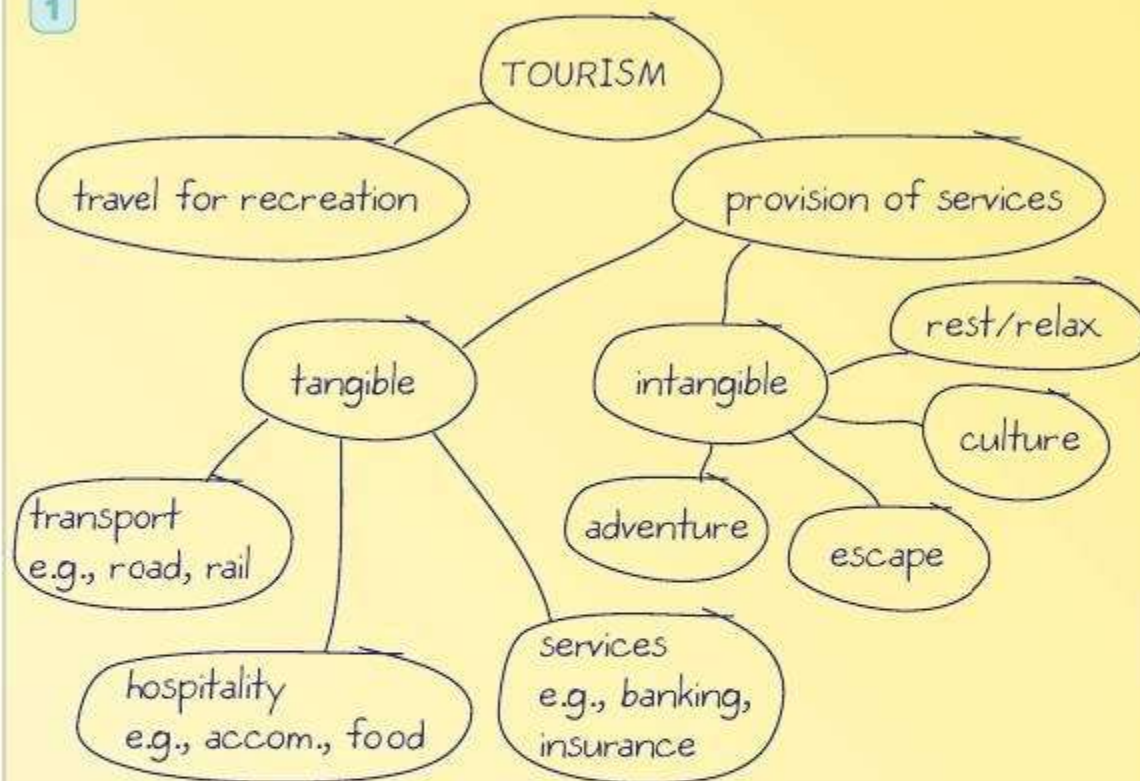 1
TOURISM
travel for recreation
provision of services
tangible
intangible
rest/relax
culture
adventure
escape
transport
e.g., road, rail
hospitality
e.g., accom., food
services
e.g., banking,
insurance